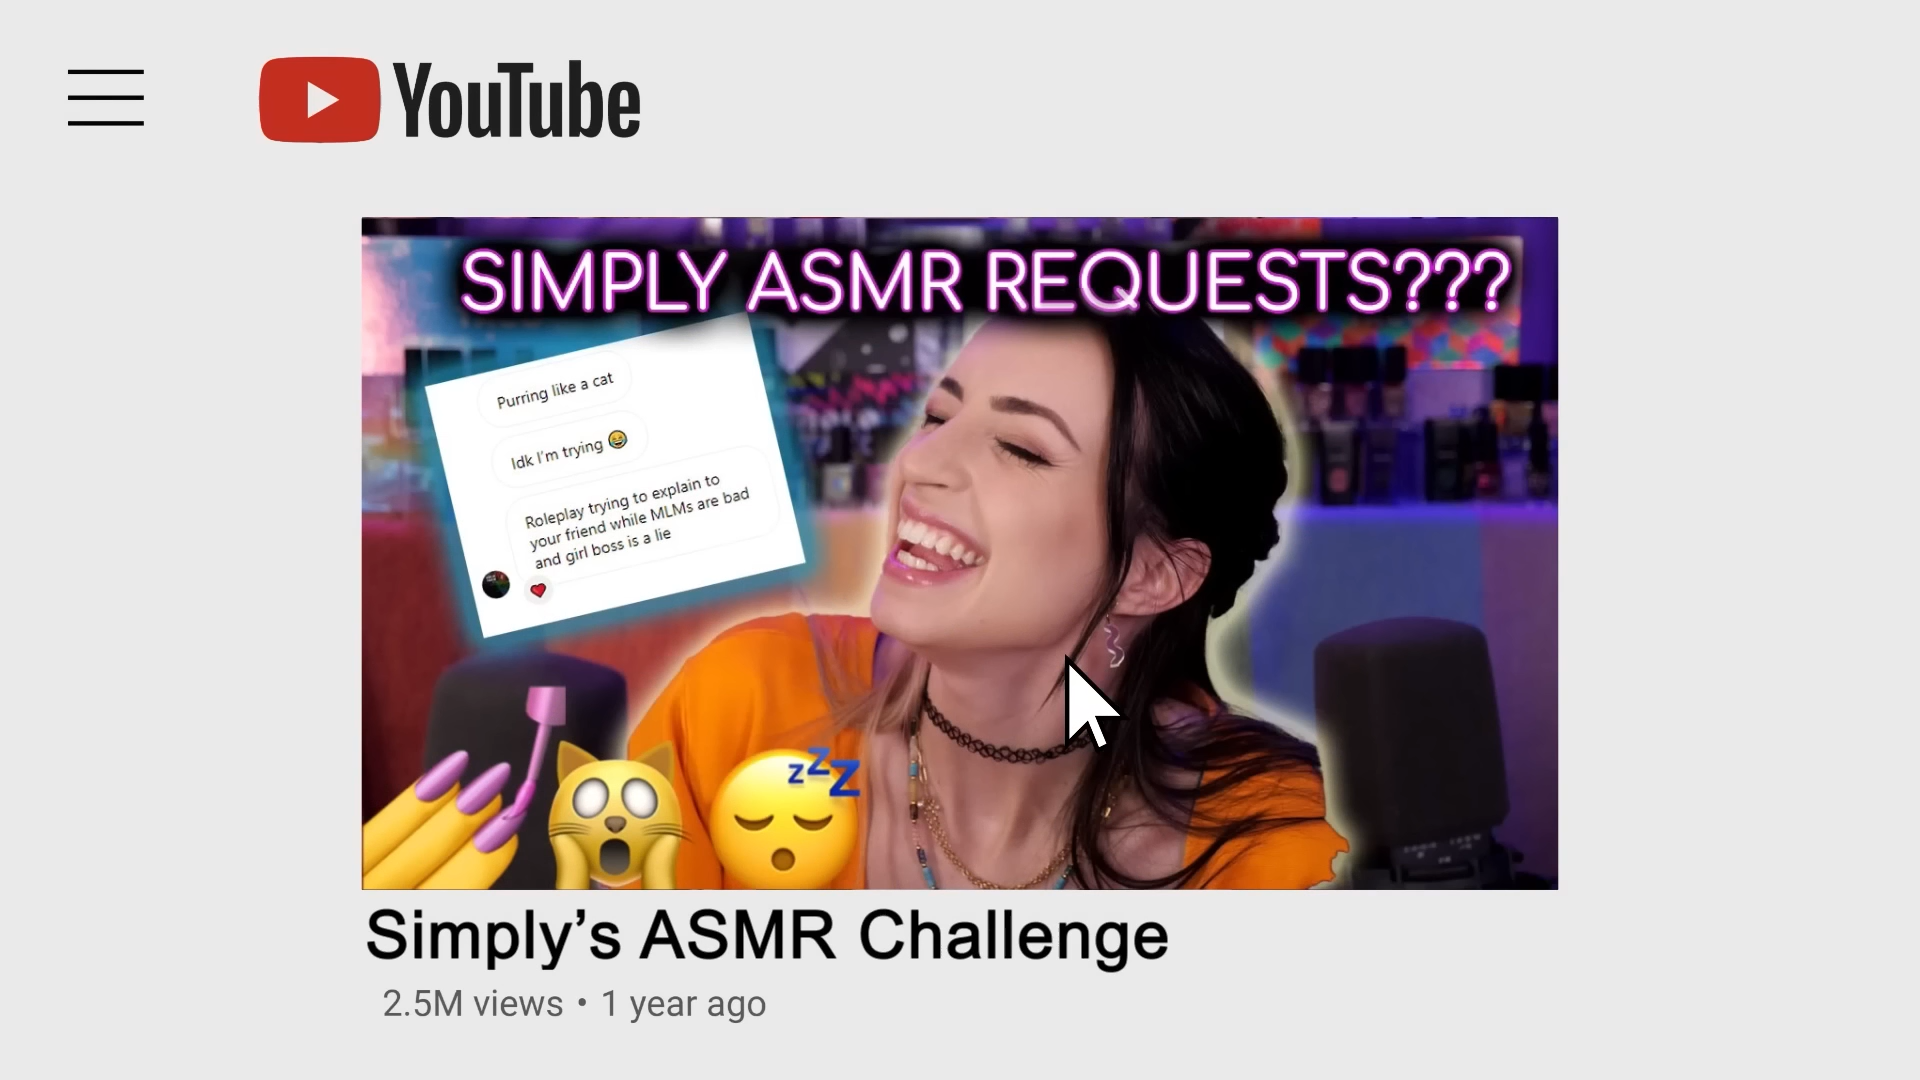 YouTube
SIMPLY ASMR REQUESTS???
Purring like a cat
Idk I'm trying 😂
Roleplay trying to explain to
your friend while MLMs are bad
and girl boss is a lie
zZZ
Simply's ASMR Challenge
2.5M views • 1 year ago